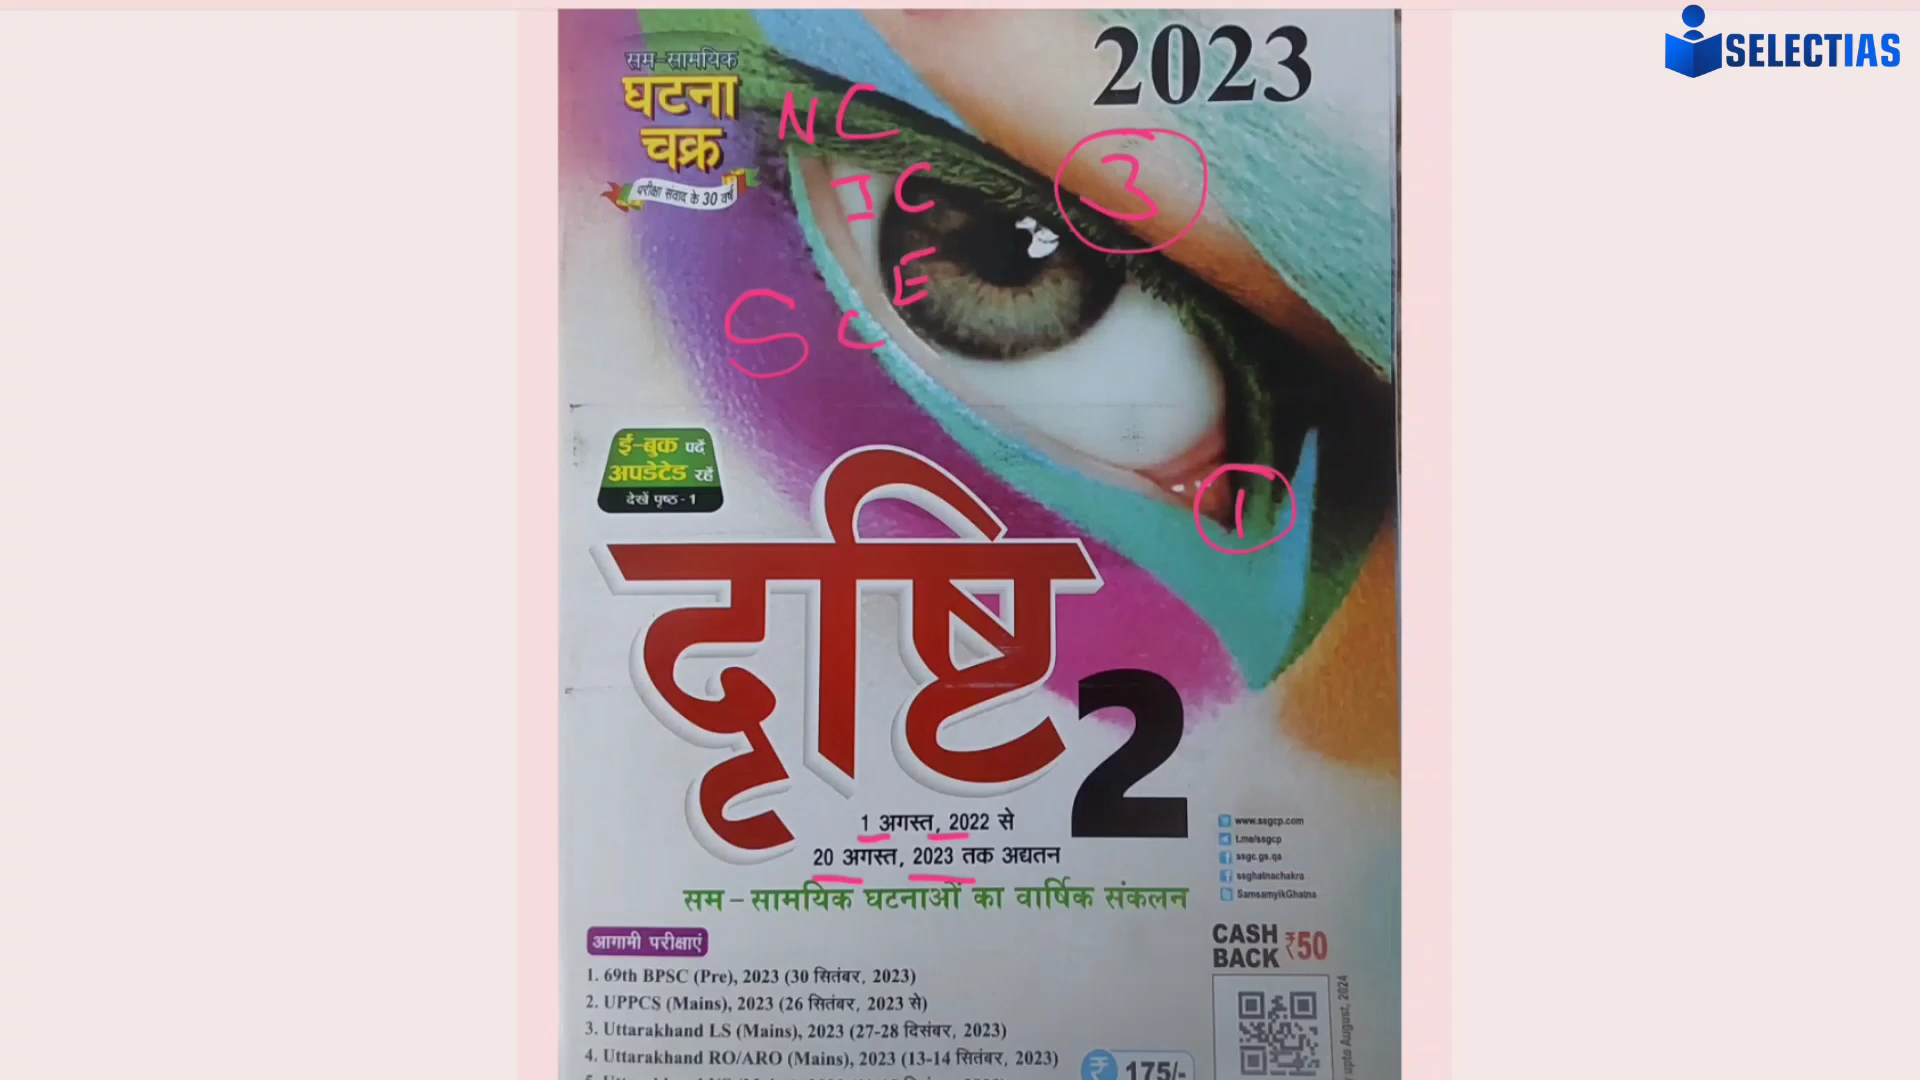 SELECTIAS
2023
सम-सामयिक
घटना
चक्र
परीक्षा संवाद के 30 वर्ष
N C
I C
E
S C
3
1
ई-बुक पढ़ें
अपडेटेड रहें
देखें पृष्ठ-1
दृष्टि 2
1 अगस्त, 2022 से
20 अगस्त, 2023 तक अद्यतन
सम-सामयिक घटनाओं का वार्षिक संकलन
www.ssgcp.com
t.me/ssgcp
ssgc.gs.qa
ssghatnachakra
SamsamyikGhatna
आगामी परीक्षाएं
1. 69th BPSC (Pre), 2023 (30 सितंबर, 2023)
2. UPPCS (Mains), 2023 (26 सितंबर, 2023 से)
3. Uttarakhand LS (Mains), 2023 (27-28 दिसंबर, 2023)
4. Uttarakhand RO/ARO (Mains), 2023 (13-14 सितंबर, 2023)
CASH BACK ₹50
upto August, 2024
₹ 175/-